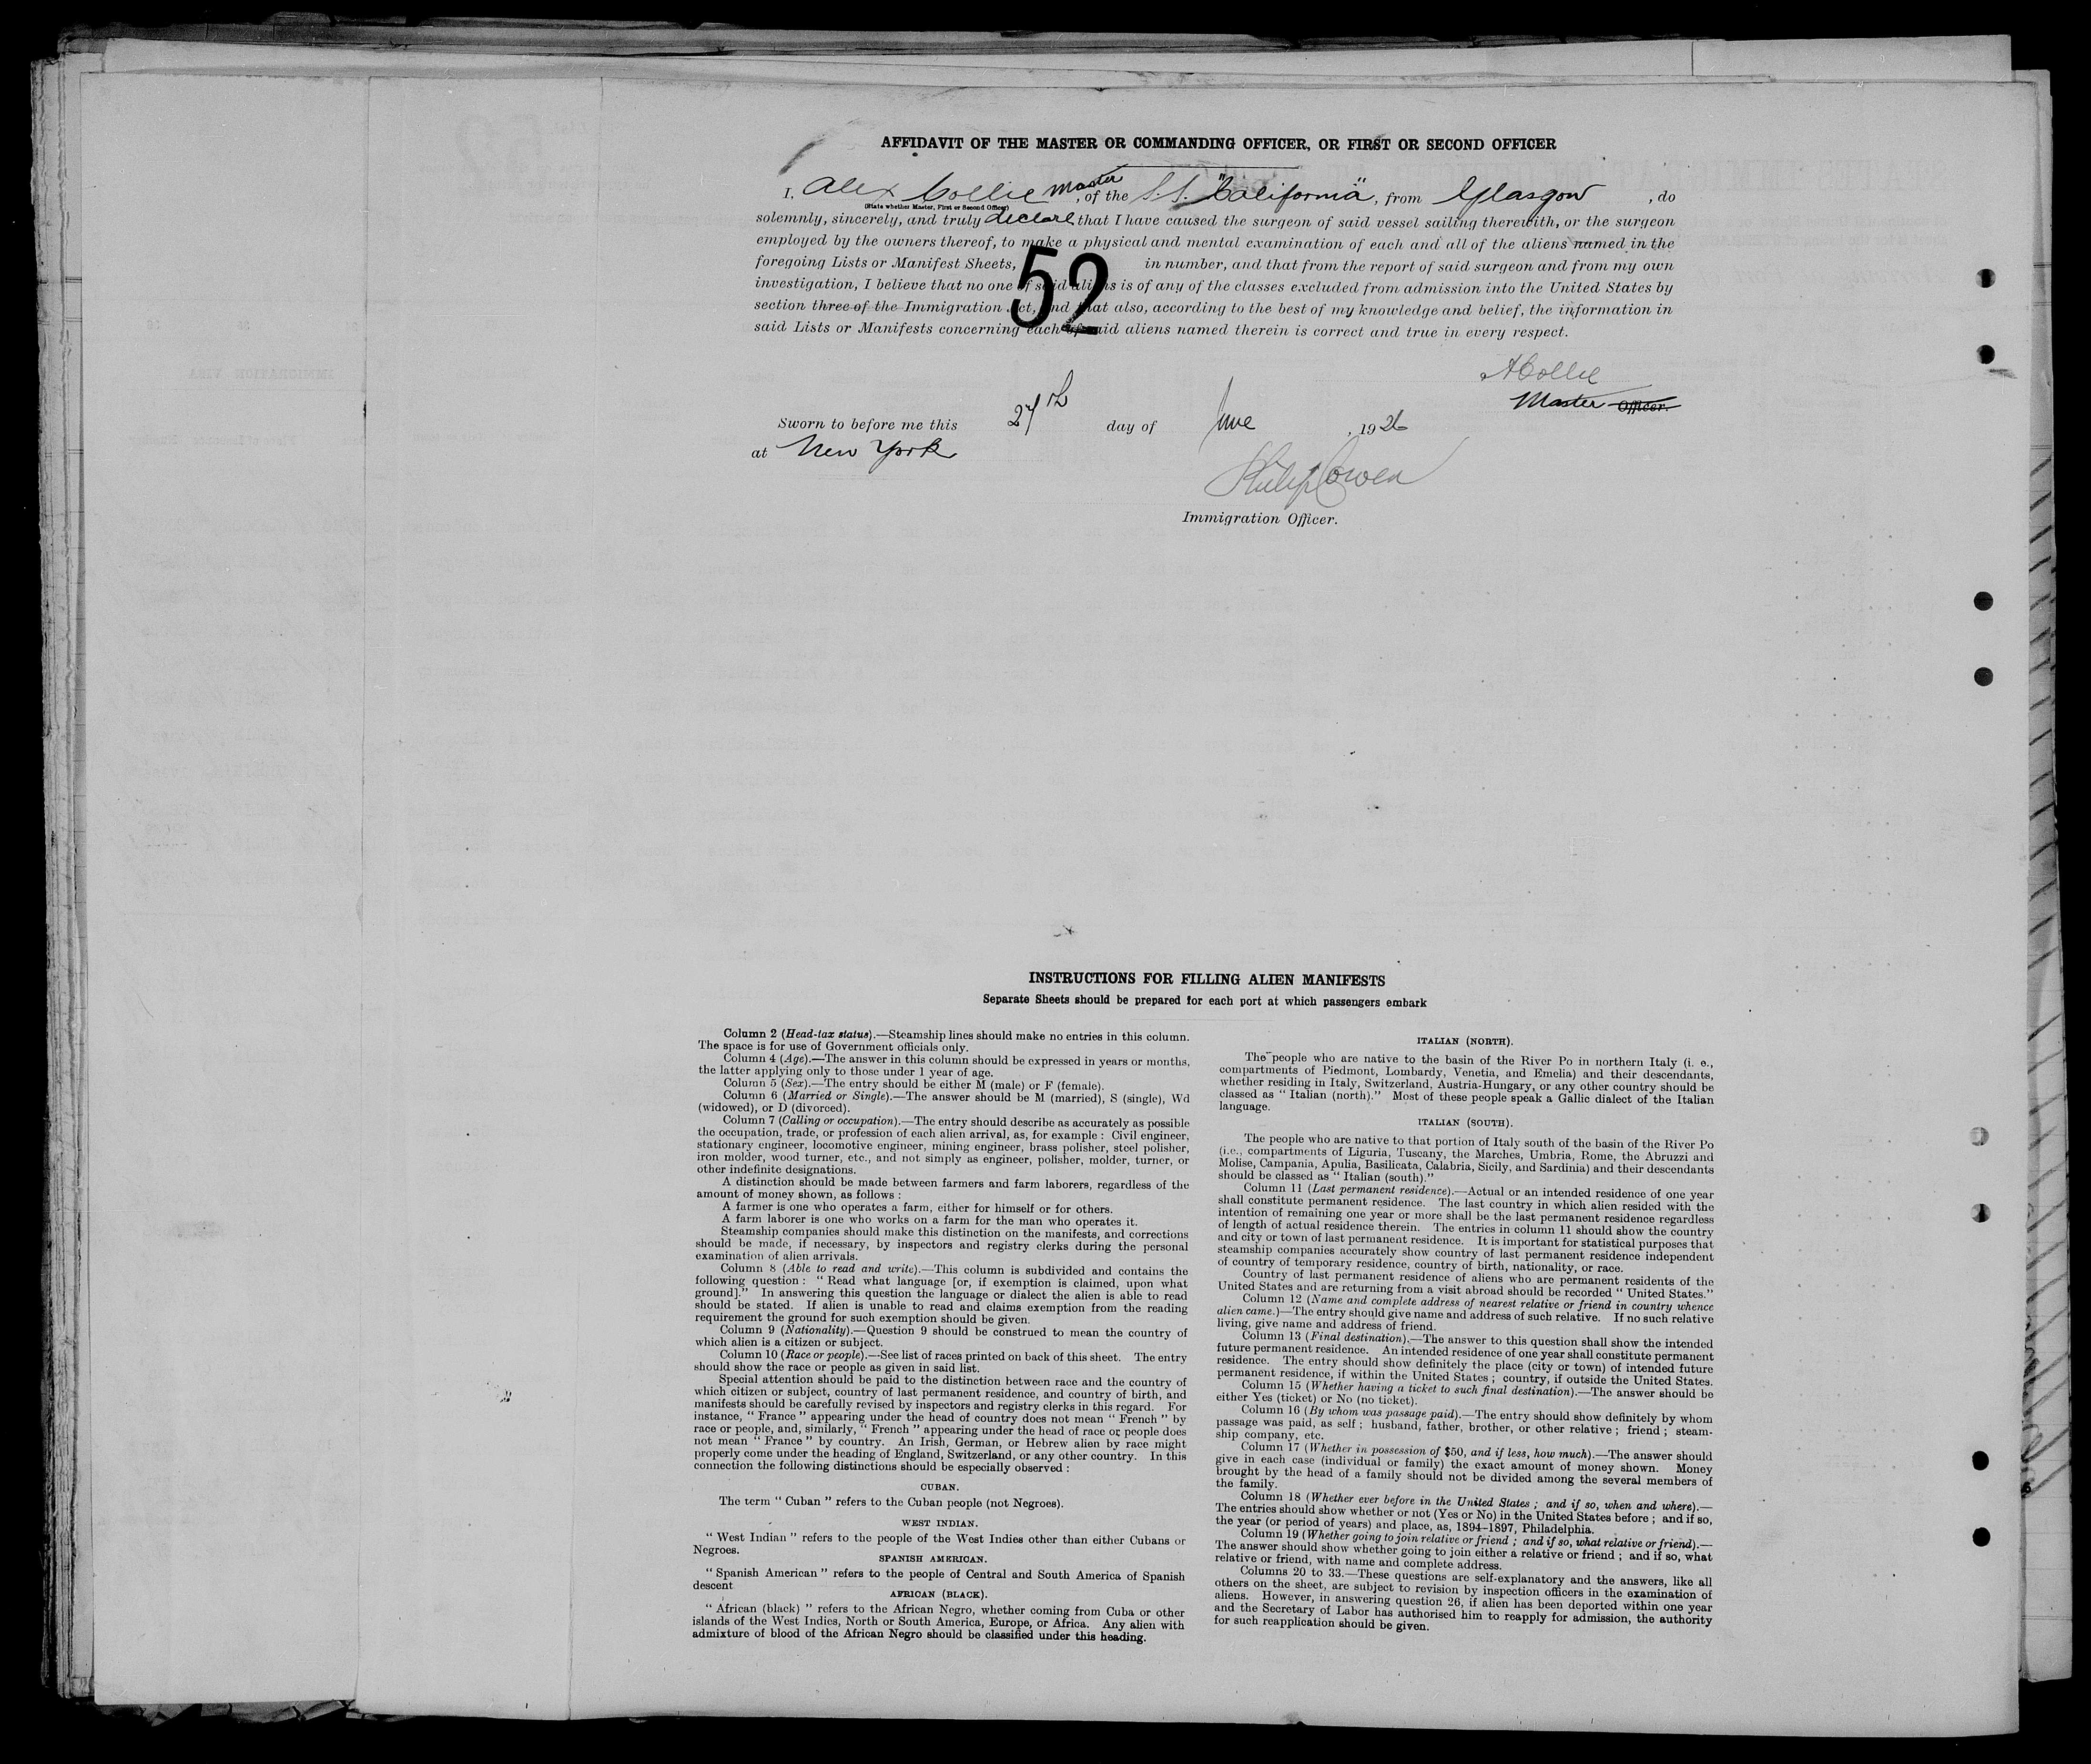 AFFIDAVIT OF THE MASTER OR COMMANDING OFFICER, OR FIRST OR SECOND OFFICER
I, Alex Collie Master, of the S.S. "California", from Glasgow, do
(State whether Master, First or Second Officer)
solemnly, sincerely, and truly declare that I have caused the surgeon of said vessel sailing therewith, or the surgeon
employed by the owners thereof, to make a physical and mental examination of each and all of the aliens named in the
foregoing Lists or Manifest Sheets, 52 in number, and that from the report of said surgeon and from my own
investigation, I believe that no one of said aliens is of any of the classes excluded from admission into the United States by
section three of the Immigration Act, and that also, according to the best of my knowledge and belief, the information in
said Lists or Manifests concerning each of said aliens named therein is correct and true in every respect.
A Collie
Master Officer.
Sworn to before me this 27th day of June, 1926
at New York
Philip Cowen
Immigration Officer.
INSTRUCTIONS FOR FILLING ALIEN MANIFESTS
Separate Sheets should be prepared for each port at which passengers embark
Column 2 (Head-tax status).—Steamship lines should make no entries in this column.
The space is for use of Government officials only.
Column 4 (Age).—The answer in this column should be expressed in years or months,
the latter applying only to those under 1 year of age.
Column 5 (Sex).—The entry should be either M (male) or F (female).
Column 6 (Married or Single).—The answer should be M (married), S (single), Wd
(widowed), or D (divorced).
Column 7 (Calling or occupation).—The entry should describe as accurately as possible
the occupation, trade, or profession of each alien arrival, as, for example : Civil engineer,
stationary engineer, locomotive engineer, mining engineer, brass polisher, steel polisher,
iron molder, wood turner, etc., and not simply as engineer, polisher, molder, turner, or
other indefinite designations.
A distinction should be made between farmers and farm laborers, regardless of the
amount of money shown, as follows :
A farmer is one who operates a farm, either for himself or for others.
A farm laborer is one who works on a farm for the man who operates it.
Steamship companies should make this distinction on the manifests, and corrections
should be made, if necessary, by inspectors and registry clerks during the personal
examination of alien arrivals.
Column 8 (Able to read and write).—This column is subdivided and contains the
following question : " Read what language [or, if exemption is claimed, upon what
ground]." In answering this question the language or dialect the alien is able to read
should be stated. If alien is unable to read and claims exemption from the reading
requirement the ground for such exemption should be given.
Column 9 (Nationality).—Question 9 should be construed to mean the country of
which alien is a citizen or subject.
Column 10 (Race or people).—See list of races printed on back of this sheet. The entry
should show the race or people as given in said list.
Special attention should be paid to the distinction between race and the country of
which citizen or subject, country of last permanent residence, and country of birth, and
manifests should be carefully revised by inspectors and registry clerks in this regard. For
instance, " France " appearing under the head of country does not mean " French " by
race or people, and, similarly, " French " appearing under the head of race or people does
not mean " France " by country. An Irish, German, or Hebrew alien by race might
properly come under the heading of England, Switzerland, or any other country. In this
connection the following distinctions should be especially observed :
CUBAN.
The term " Cuban " refers to the Cuban people (not Negroes).
WEST INDIAN.
" West Indian " refers to the people of the West Indies other than either Cubans or
Negroes.
SPANISH AMERICAN.
" Spanish American " refers to the people of Central and South America of Spanish
descent
AFRICAN (BLACK).
" African (black) " refers to the African Negro, whether coming from Cuba or other
islands of the West Indies, North or South America, Europe, or Africa. Any alien with
admixture of blood of the African Negro should be classified under this heading.
ITALIAN (NORTH).
The people who are native to the basin of the River Po in northern Italy (i. e.,
compartments of Piedmont, Lombardy, Venetia, and Emelia) and their descendants,
whether residing in Italy, Switzerland, Austria-Hungary, or any other country should be
classed as " Italian (north)." Most of these people speak a Gallic dialect of the Italian
language.
ITALIAN (SOUTH).
The people who are native to that portion of Italy south of the basin of the River Po
(i.e., compartments of Liguria, Tuscany, the Marches, Umbria, Rome, the Abruzzi and
Molise, Campania, Apulia, Basilicata, Calabria, Sicily, and Sardinia) and their descendants
should be classed as " Italian (south)."
Column 11 (Last permanent residence).—Actual or an intended residence of one year
shall constitute permanent residence. The last country in which alien resided with the
intention of remaining one year or more shall be the last permanent residence regardless
of length of actual residence therein. The entries in column 11 should show the country
and city or town of last permanent residence. It is important for statistical purposes that
steamship companies accurately show country of last permanent residence independent
of country of temporary residence, country of birth, nationality, or race.
Country of last permanent residence of aliens who are permanent residents of the
United States and are returning from a visit abroad should be recorded " United States."
Column 12 (Name and complete address of nearest relative or friend in country whence
alien came.)—The entry should give name and address of such relative. If no such relative
living, give name and address of friend.
Column 13 (Final destination).—The answer to this question shall show the intended
future permanent residence. An intended residence of one year shall constitute permanent
residence. The entry should show definitely the place (city or town) of intended future
permanent residence, if within the United States ; country, if outside the United States.
Column 15 (Whether having a ticket to such final destination).—The answer should be
either Yes (ticket) or No (no ticket).
Column 16 (By whom was passage paid).—The entry should show definitely by whom
passage was paid, as self ; husband, father, brother, or other relative ; friend ; steam-
ship company, etc.
Column 17 (Whether in possession of $50, and if less, how much).—The answer should
give in each case (individual or family) the exact amount of money shown. Money
brought by the head of a family should not be divided among the several members of
the family.
Column 18 (Whether ever before in the United States ; and if so, when and where).—
The entries should show whether or not (Yes or No) in the United States before ; and if so,
the year (or period of years) and place, as, 1894–1897, Philadelphia.
Column 19 (Whether going to join relative or friend ; and if so, what relative or friend).—
The answer should show whether going to join either a relative or friend ; and if so, what
relative or friend, with name and complete address.
Columns 20 to 33.—These questions are self-explanatory and the answers, like all
others on the sheet, are subject to revision by inspection officers in the examination of
aliens. However, in answering question 26, if alien has been deported within one year
and the Secretary of Labor has authorised him to reapply for admission, the authority
for such reapplication should be given.